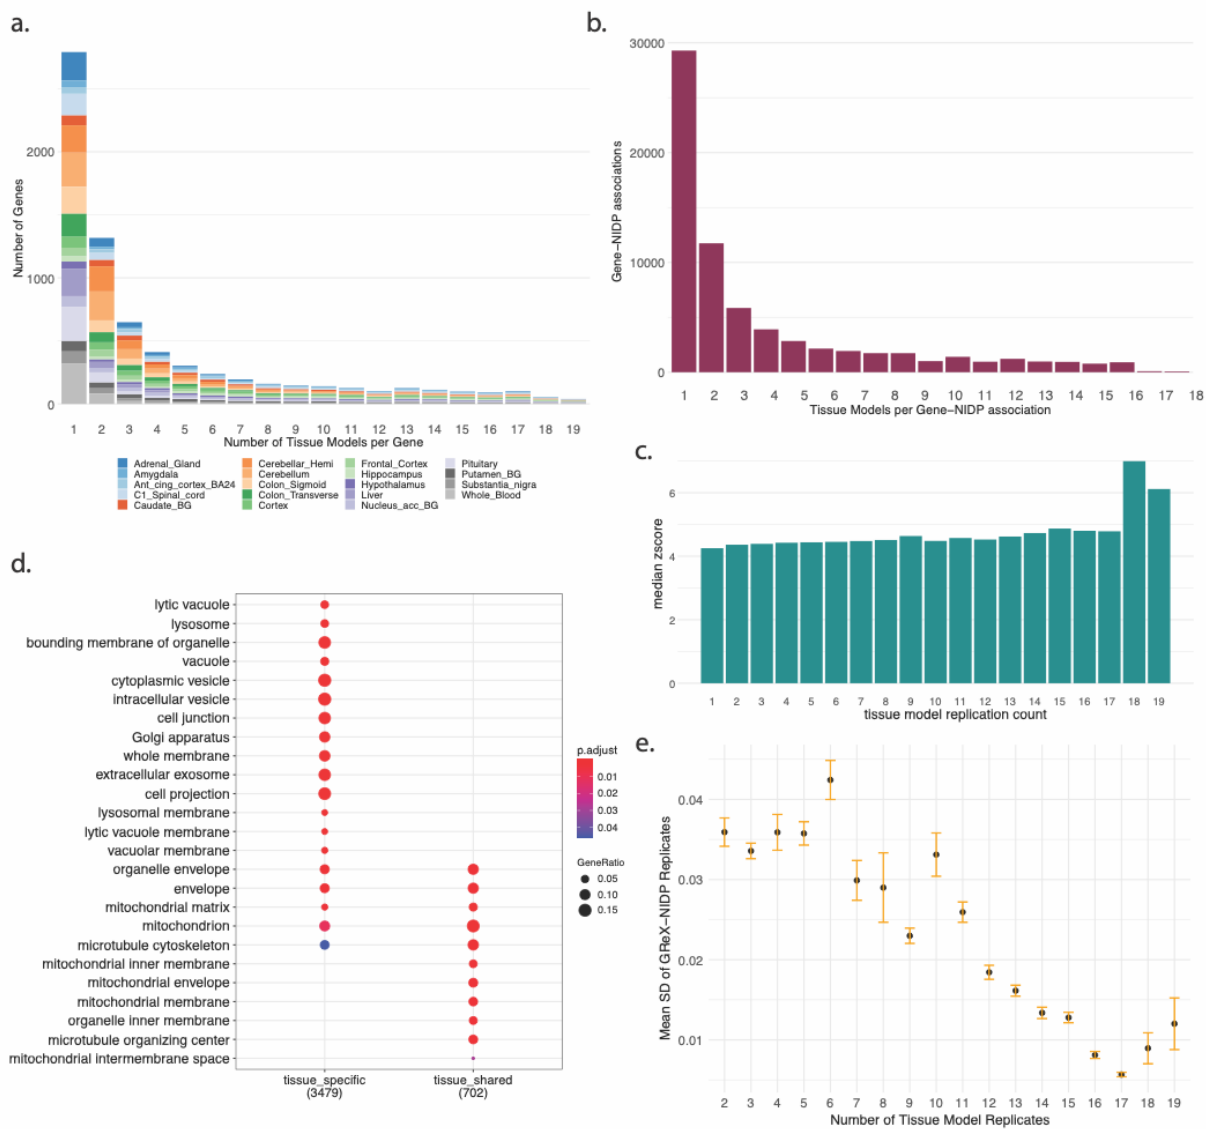 a.
2000
1000
0
Number of Genes
1 2 3 4 5 6 7 8 9 10 11 12 13 14 15 16 17 18 19
Number of Tissue Models per Gene
Adrenal_Gland
Amygdala
Ant_cing_cortex_BA24
C1_Spinal_cord
Caudate_BG
Cerebellar_Hemi
Cerebellum
Colon_Sigmoid
Colon_Transverse
Cortex
Frontal_Cortex
Hippocampus
Hypothalamus
Liver
Nucleus_acc_BG
Pituitary
Putamen_BG
Substantia_nigra
Whole_Blood
b.
30000
20000
10000
0
Gene−NIDP associations
1 2 3 4 5 6 7 8 9 10 11 12 13 14 15 16 17 18
Tissue Models per Gene−NIDP association
c.
6
4
2
0
median zscore
1 2 3 4 5 6 7 8 9 10 11 12 13 14 15 16 17 18 19
tissue model replication count
d.
lytic vacuole
lysosome
bounding membrane of organelle
vacuole
cytoplasmic vesicle
intracellular vesicle
cell junction
Golgi apparatus
whole membrane
extracellular exosome
cell projection
lysosomal membrane
lytic vacuole membrane
vacuolar membrane
organelle envelope
envelope
mitochondrial matrix
mitochondrion
microtubule cytoskeleton
mitochondrial inner membrane
mitochondrial envelope
mitochondrial membrane
organelle inner membrane
microtubule organizing center
mitochondrial intermembrane space
tissue_specific
(3479)
tissue_shared
(702)
p.adjust
0.01
0.02
0.03
0.04
GeneRatio
0.05
0.10
0.15
e.
0.04
0.03
0.02
0.01
Mean SD of GReX−NIDP Replicates
2 3 4 5 6 7 8 9 10 11 12 13 14 15 16 17 18 19
Number of Tissue Model Replicates